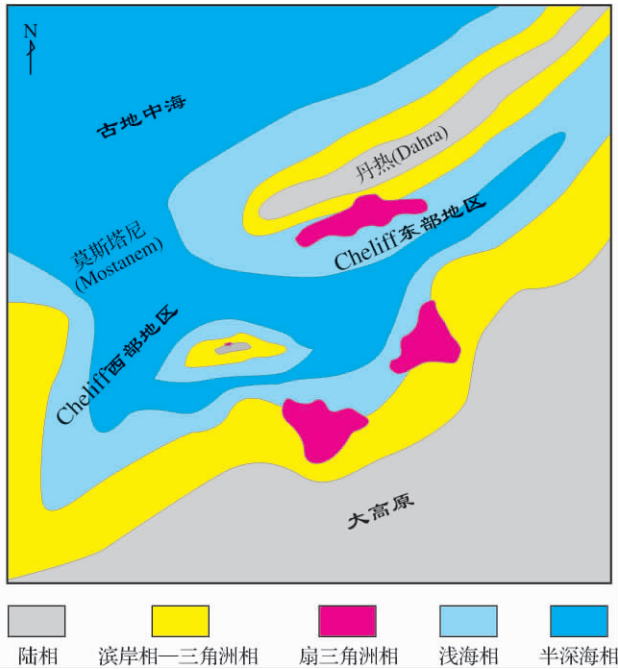 N
古地中海
丹热(Dahra)
Cheliff东部地区
莫斯塔尼
(Mostanem)
Cheliff西部地区
大高原
陆相
滨岸相—三角洲相
扇三角洲相
浅海相
半深海相